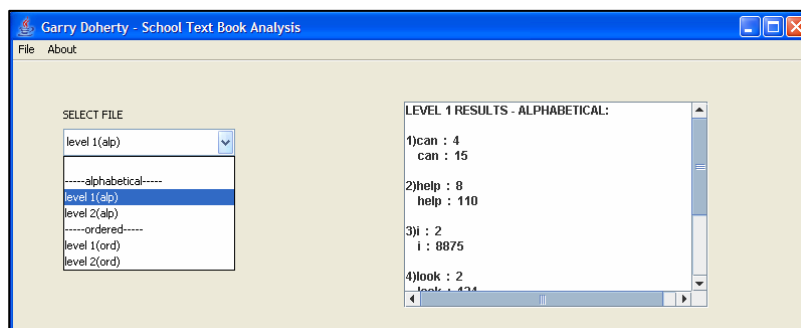 Garry Doherty - School Text Book Analysis
File About
SELECT FILE
level 1(alp)
-----alphabetical-----
level 1(alp)
level 2(alp)
-----ordered-----
level 1(ord)
level 2(ord)
LEVEL 1 RESULTS - ALPHABETICAL:
1)can : 4
can : 15
2)help : 8
help : 110
3)i : 2
i : 8875
4)look : 2
look : 424